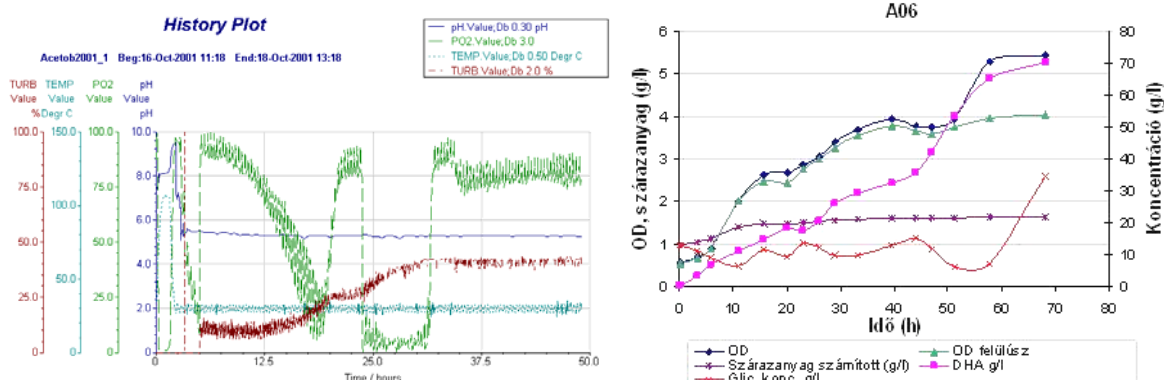 History Plot
Acetob2001_1 Beg:16-Oct-2001 11:18 End:18-Oct-2001 13:18
pH.Value;Db 0.30 pH
PO2.Value;Db 3.0
TEMP.Value;Db 0.50 Degr C
TURB.Value;Db 2.0 %
TURB TEMP PO2 pH
Value Value Value Value
% Degr C pH
100.0 150.0 100.0 10.0
75.0 100.0 75.0 8.0
6.0
50.0 50.0
4.0
25.0 50.0 25.0
2.0
0 0 0 0
0 12.5 25.0 37.5 50.0
Time / hours
A06
OD, szárazanyag (g/l)
6
5
4
3
2
1
0
80
70
60
50
40
30
20
10
0
Koncentráció (g/l)
0 10 20 30 40 50 60 70 80
Idő (h)
OD
OD felülúsz
Szárazanyag számított (g/l)
DHA g/l
Glic. konc. g/l